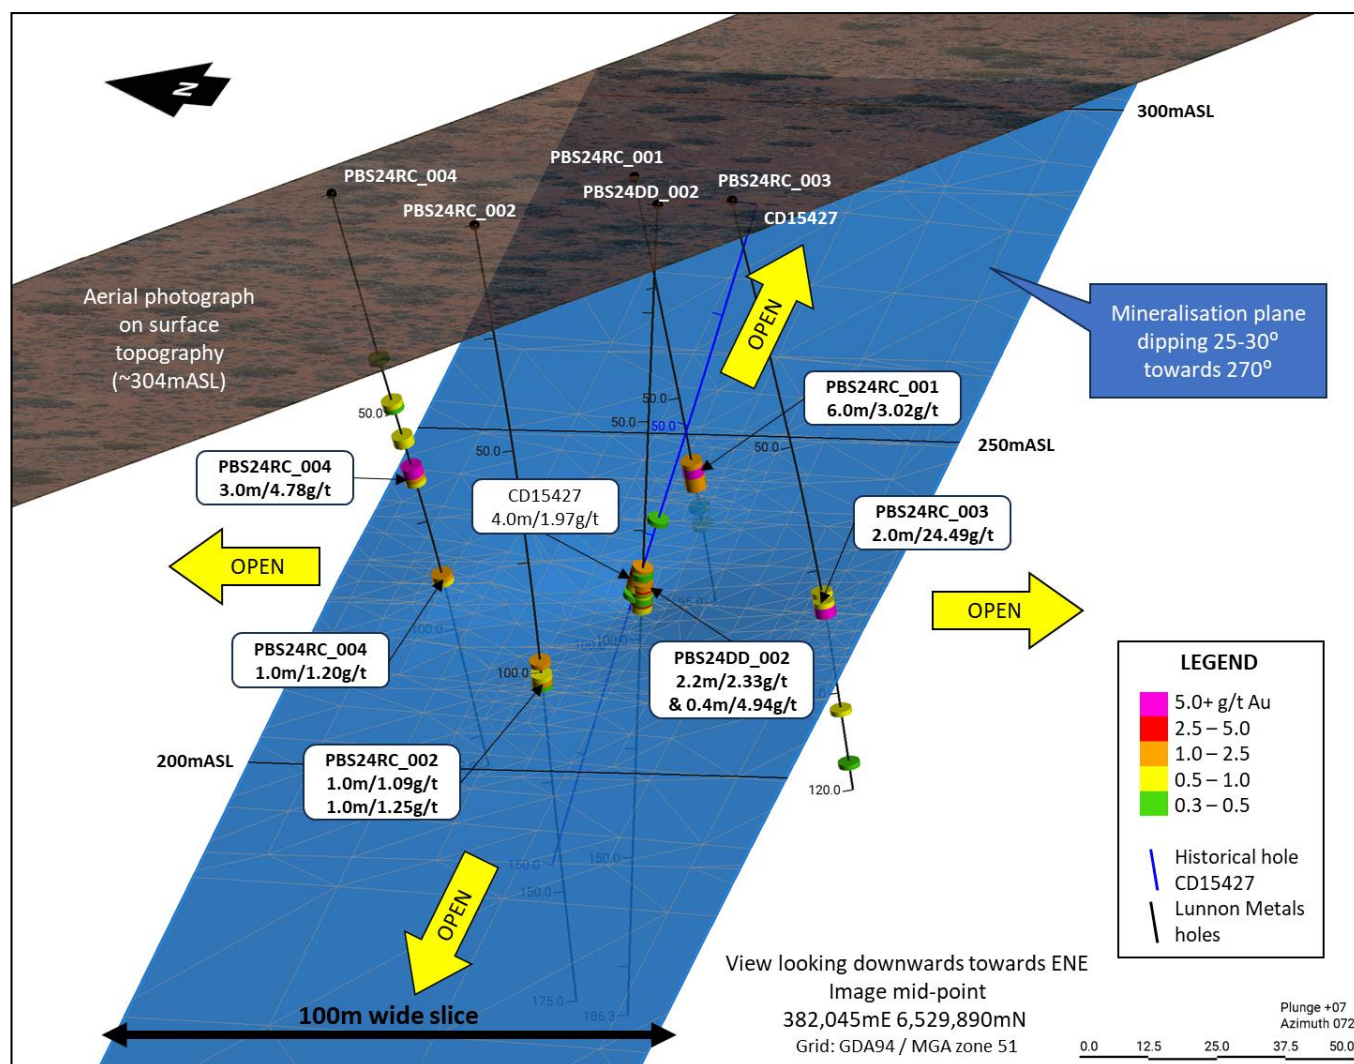 N
300mASL
PBS24RC_001
PBS24RC_004
PBS24DD_002
PBS24RC_003
PBS24RC_002
CD15427
OPEN
Aerial photograph
on surface
topography
(~304mASL)
Mineralisation plane
dipping 25-30⁰
towards 270⁰
PBS24RC_001
6.0m/3.02g/t
50.0
50.0
50.0
50.0
50.0
50.0
250mASL
PBS24RC_004
3.0m/4.78g/t
CD15427
4.0m/1.97g/t
PBS24RC_003
2.0m/24.49g/t
OPEN
OPEN
95.0
100.0
100.0
100.0
100.0
PBS24RC_004
1.0m/1.20g/t
PBS24DD_002
2.2m/2.33g/t
& 0.4m/4.94g/t
PBS24RC_002
1.0m/1.09g/t
1.0m/1.25g/t
200mASL
120.0
150.0
150.0
150.0
OPEN
175.0
186.3
100m wide slice
LEGEND
5.0+ g/t Au
2.5 – 5.0
1.0 – 2.5
0.5 – 1.0
0.3 – 0.5
Historical hole
CD15427
Lunnon Metals
holes
View looking downwards towards ENE
Image mid-point
382,045mE 6,529,890mN
Grid: GDA94 / MGA zone 51
Plunge +07
Azimuth 072
0.0 12.5 25.0 37.5 50.0